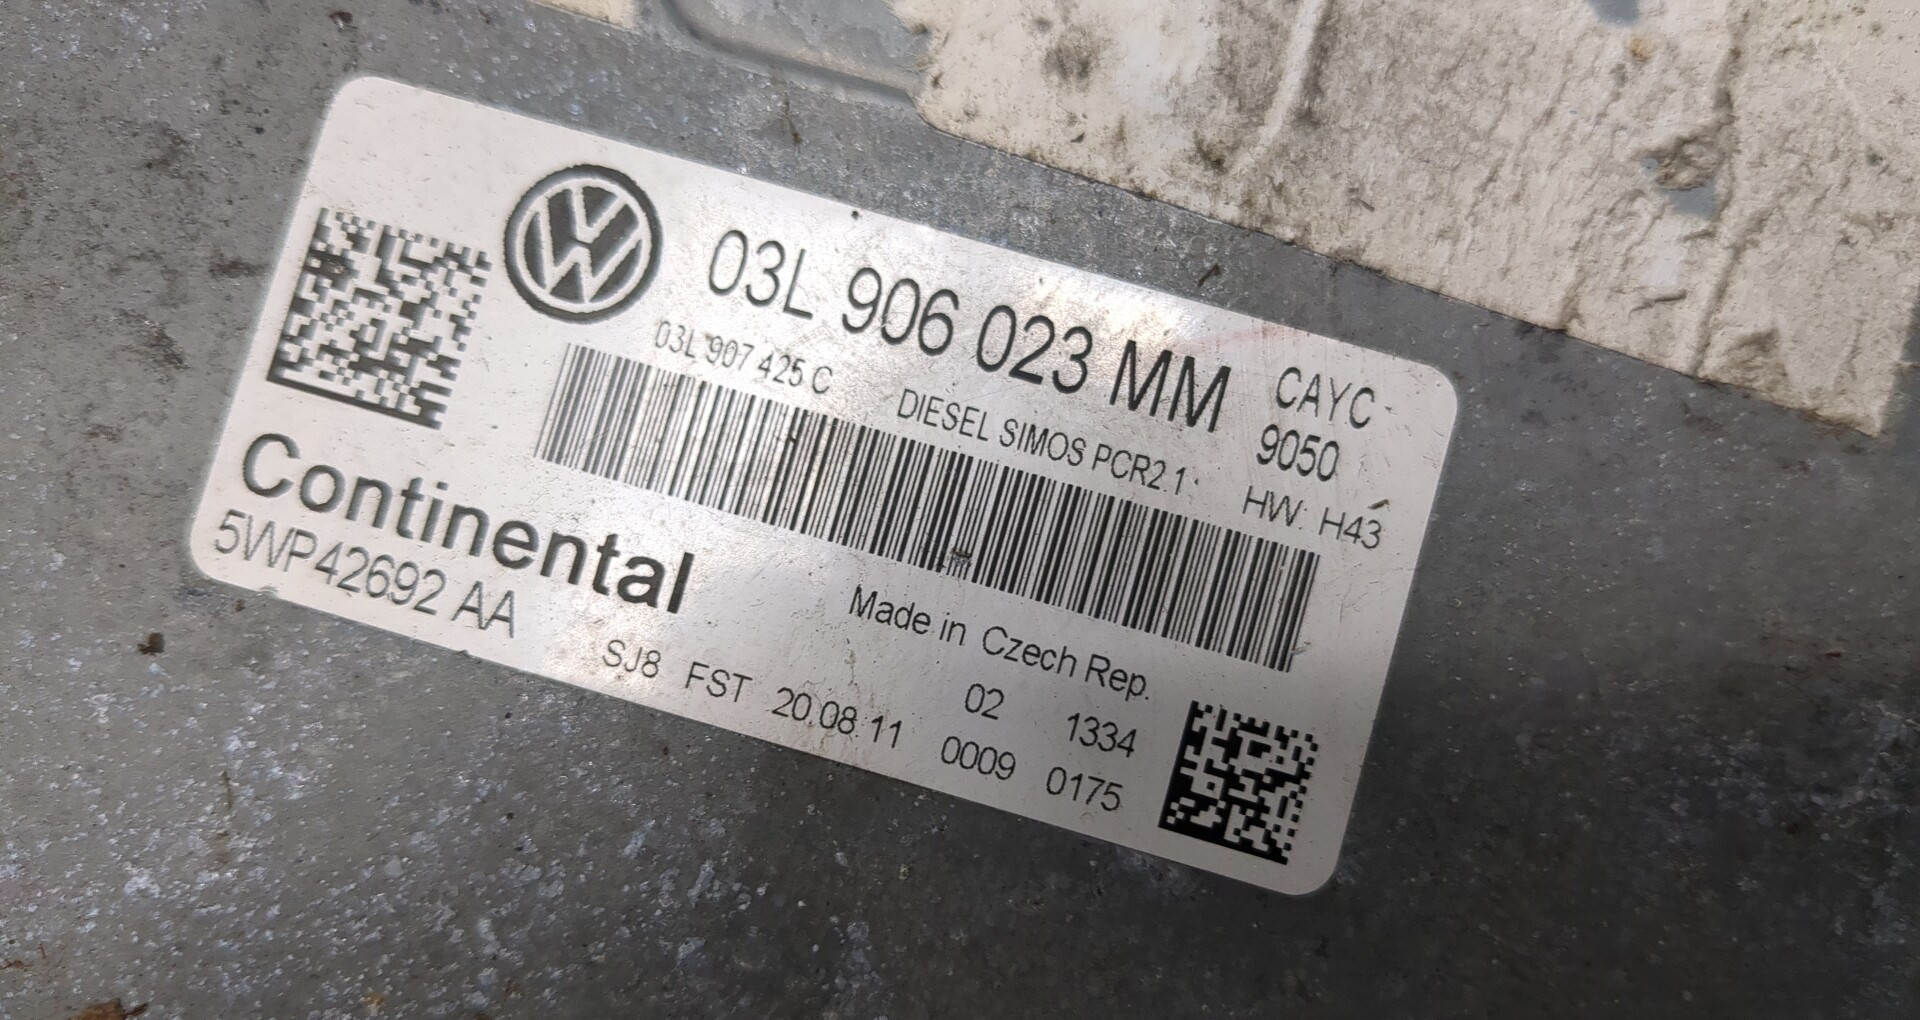 03L 906 023 MM CAYC
03L 907 425 C DIESEL SIMOS PCR2.1 9050
HW: H43
Continental
5WP42692 AA
Made in Czech Rep.
SJ8 FST 20.08.11 02 1334
0009 0175